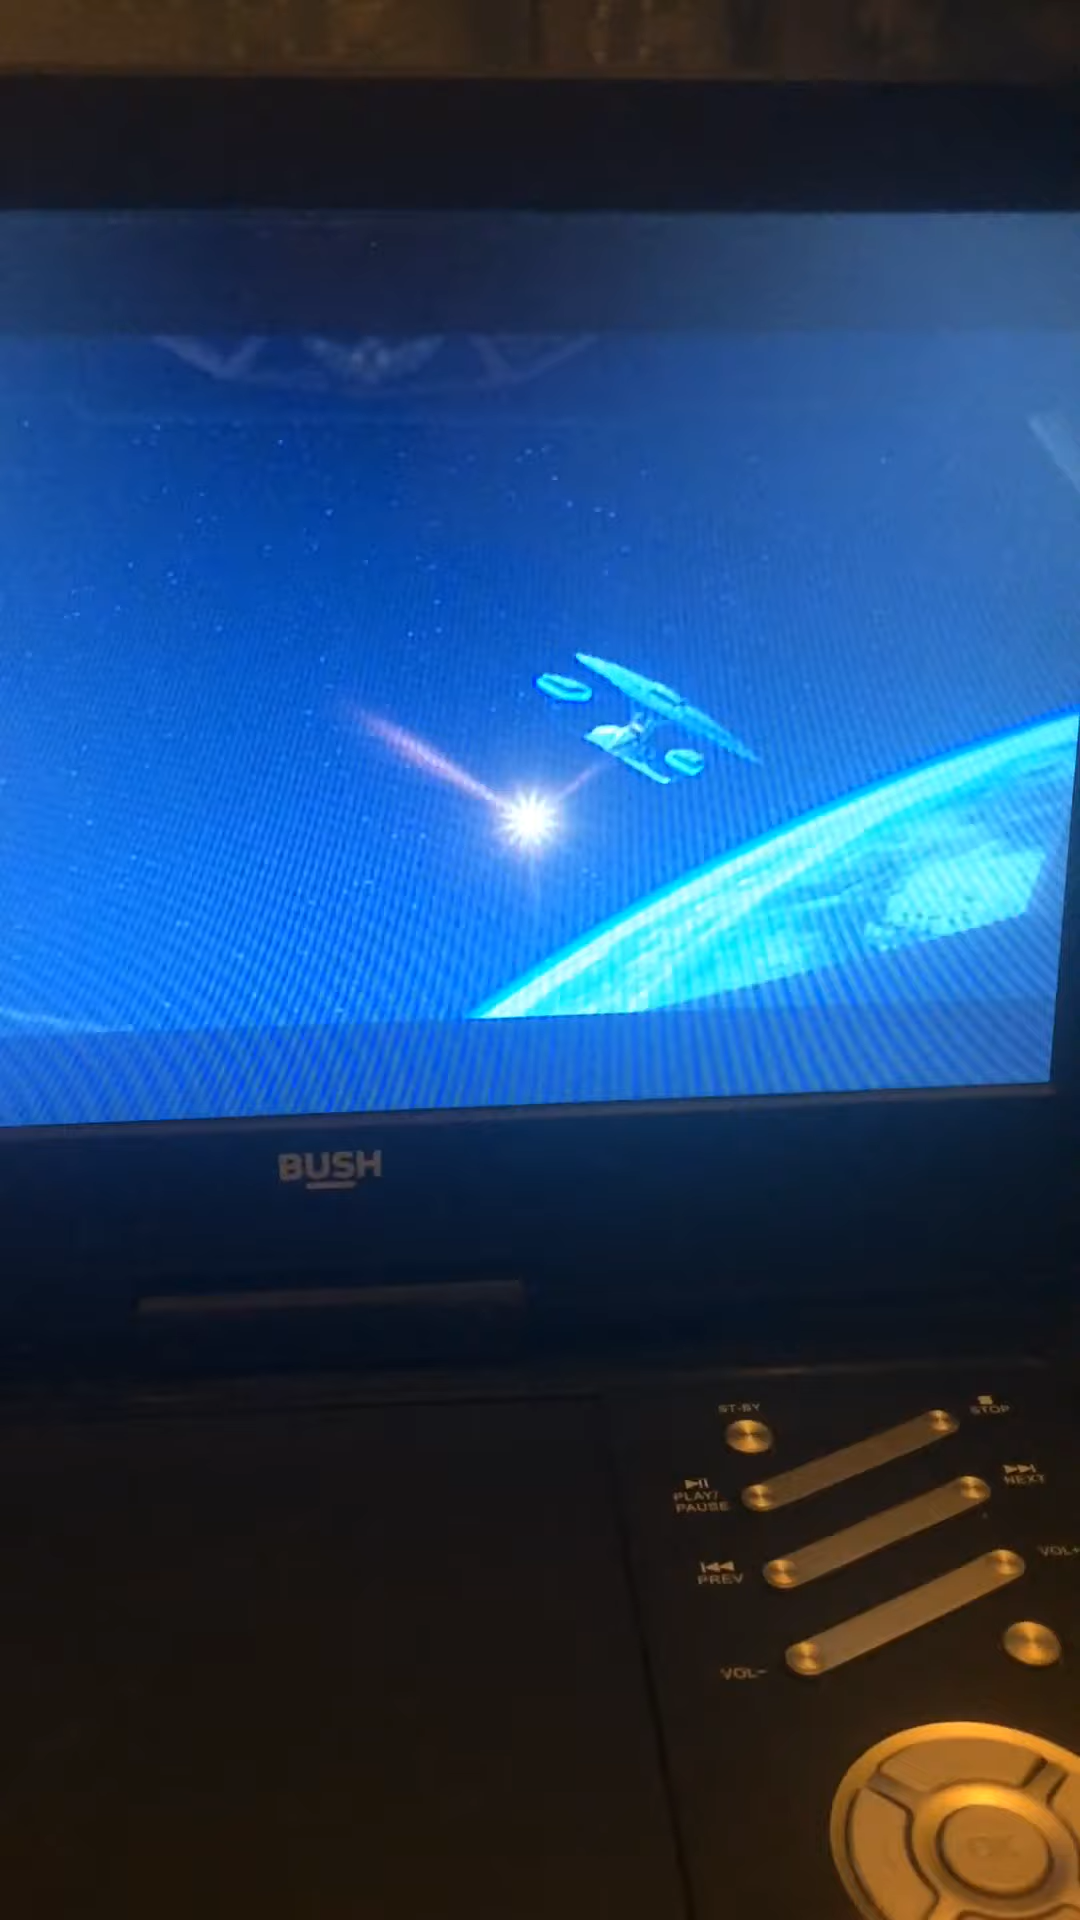 BUSH
ST-BY
STOP
PLAY/
PAUSE
NEXT
PREV
VOL+
VOL-